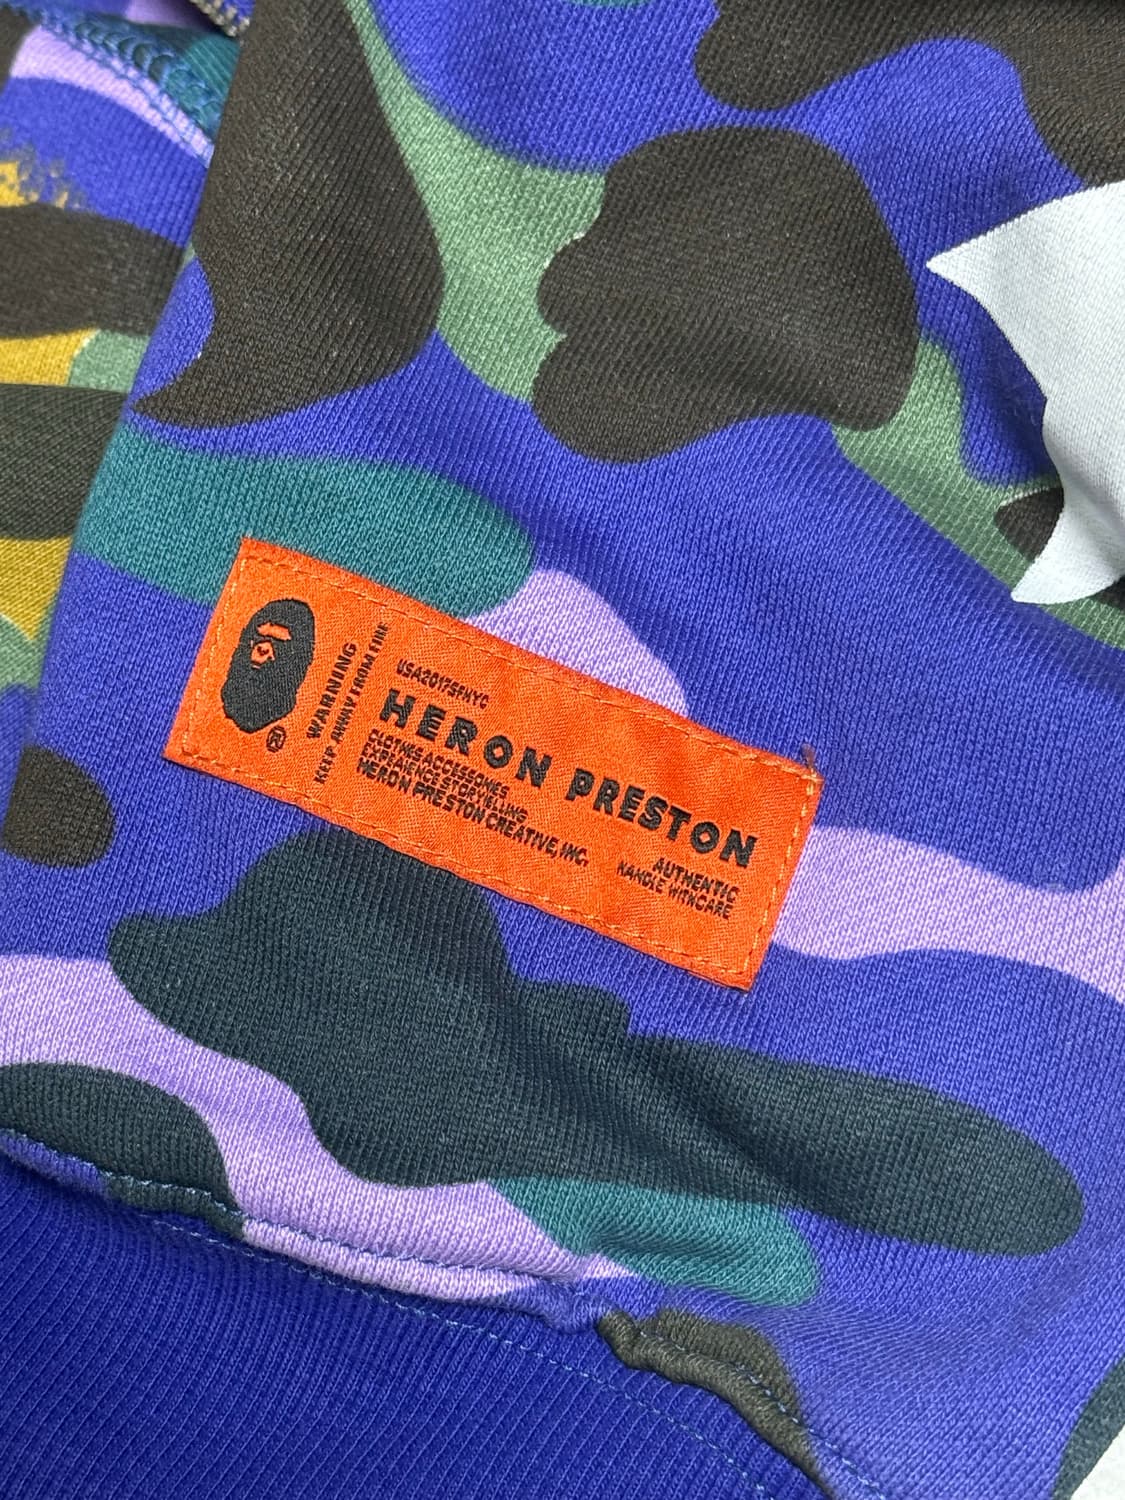 ®
WARNING
KEEP AWAY FROM FIRE
USA2017SPNYC
HERON PRESTON
CLOTHES ACCESSORIES
EXPERIENCE STORYTELLING
HERON PRESTON CREATIVE, INC.
AUTHENTIC
HANDLE WITH CARE